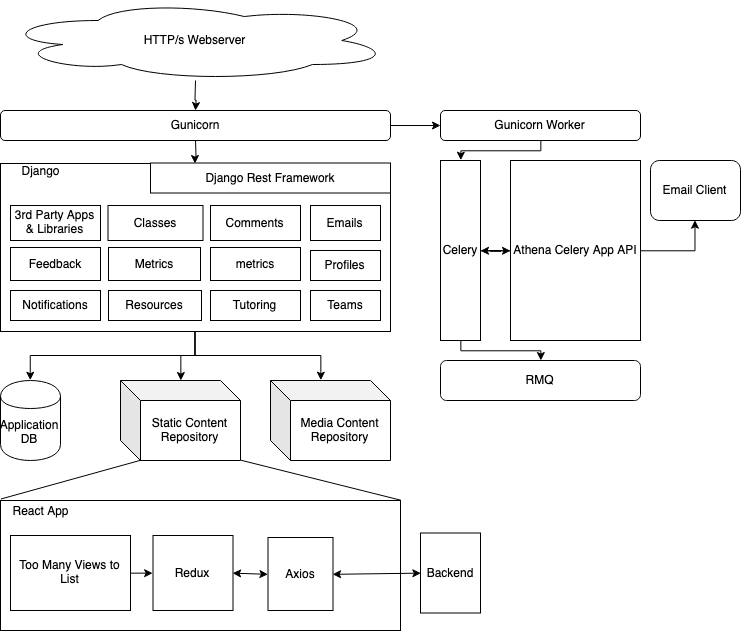 HTTP/s Webserver
Gunicorn
Gunicorn Worker
Django
Django Rest Framework
3rd Party Apps
& Libraries
Classes
Comments
Emails
Feedback
Metrics
metrics
Profiles
Notifications
Resources
Tutoring
Teams
Celery
Athena Celery App API
Email Client
RMQ
Application
DB
Static Content
Repository
Media Content
Repository
React App
Too Many Views to
List
Redux
Axios
Backend